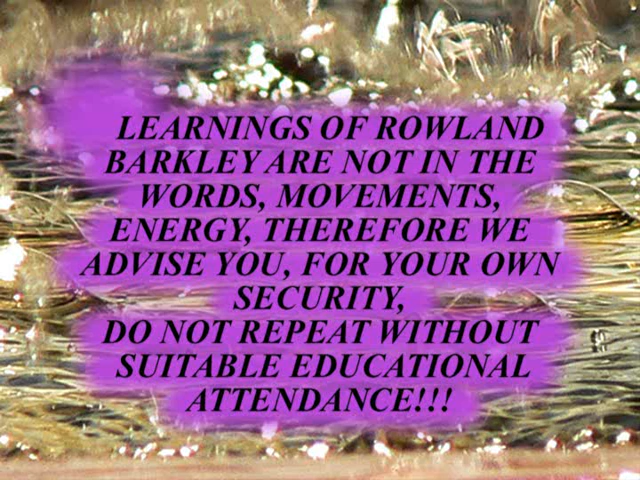 LEARNINGS OF ROWLAND
BARKLEY ARE NOT IN THE
WORDS, MOVEMENTS,
ENERGY, THEREFORE WE
ADVISE YOU, FOR YOUR OWN
SECURITY,
DO NOT REPEAT WITHOUT
SUITABLE EDUCATIONAL
ATTENDANCE!!!